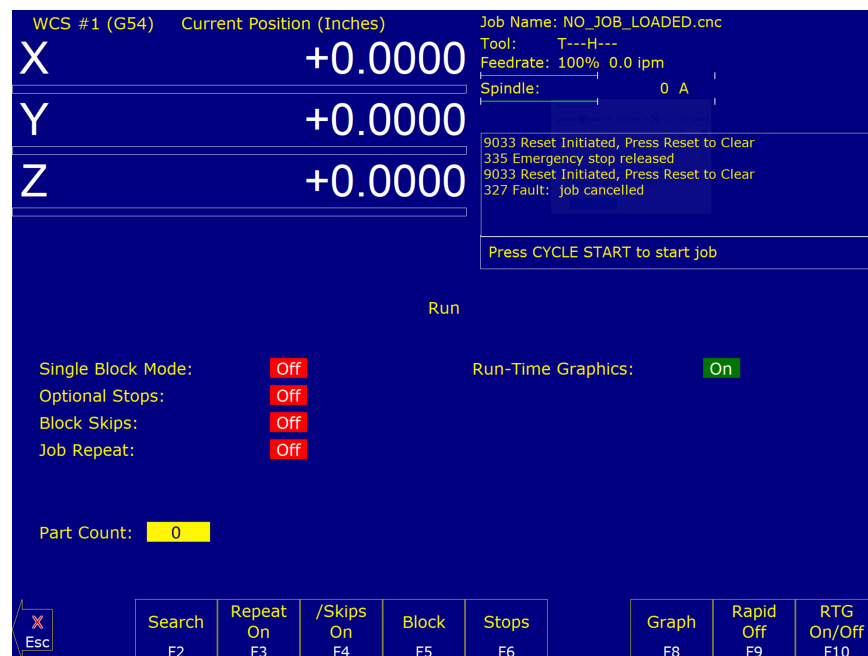 WCS #1 (G54) Current Position (Inches)
X +0.0000
Y +0.0000
Z +0.0000
Job Name: NO_JOB_LOADED.cnc
Tool: T---H---
Feedrate: 100% 0.0 ipm
Spindle: 0 A
9033 Reset Initiated, Press Reset to Clear
335 Emergency stop released
9033 Reset Initiated, Press Reset to Clear
327 Fault: job cancelled
Press CYCLE START to start job
Run
Single Block Mode: Off
Optional Stops: Off
Block Skips: Off
Job Repeat: Off
Run-Time Graphics: On
Part Count: 0
X
Esc
Search
F2
Repeat
On
F3
/Skips
On
F4
Block
F5
Stops
F6
Graph
F8
Rapid
Off
F9
RTG
On/Off
F10